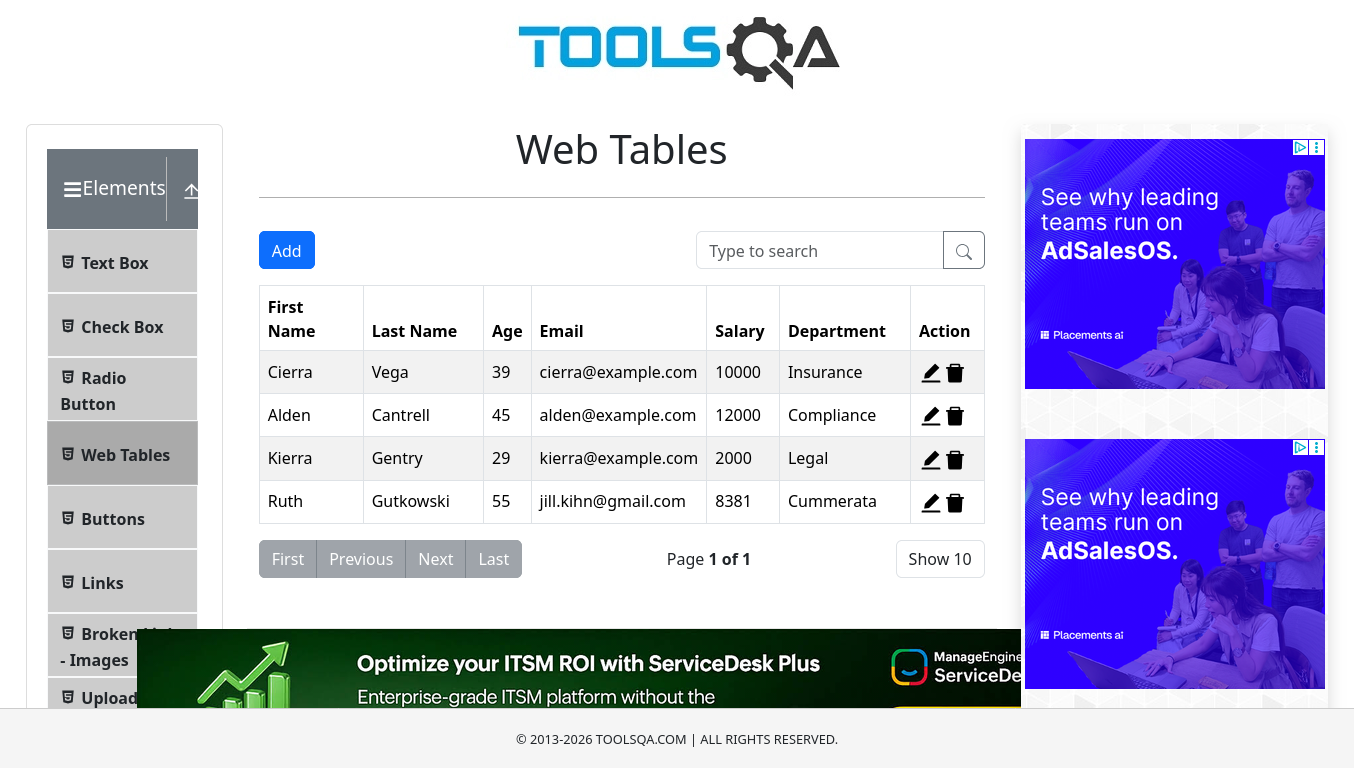 TOOLSQA
Web Tables
Elements
Text Box
Check Box
Radio
Button
Web Tables
Buttons
Links
Broken
- Images
Upload
Add
Type to search
First
Name
Last Name
Age
Email
Salary
Department
Action
Cierra Vega 39 cierra@example.com 10000 Insurance
Alden Cantrell 45 alden@example.com 12000 Compliance
Kierra Gentry 29 kierra@example.com 2000 Legal
Ruth Gutkowski 55 jill.kihn@gmail.com 8381 Cummerata
First Previous Next Last
Page 1 of 1
Show 10
See why leading
teams run on
AdSalesOS.
Placements ai
See why leading
teams run on
AdSalesOS.
Placements ai
Optimize your ITSM ROI with ServiceDesk Plus
Enterprise-grade ITSM platform without the
ManageEngine
ServiceDe
© 2013-2026 TOOLSQA.COM | ALL RIGHTS RESERVED.